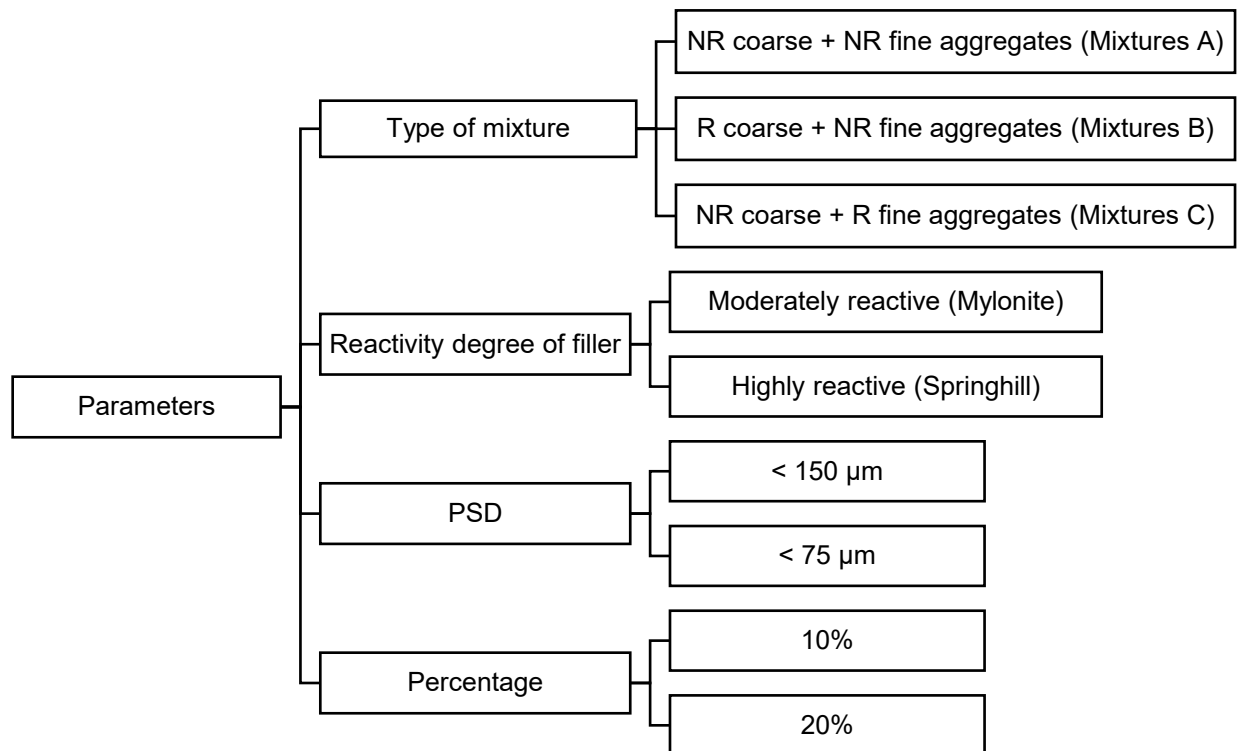 Parameters
Type of mixture
NR coarse + NR fine aggregates (Mixtures A)
R coarse + NR fine aggregates (Mixtures B)
NR coarse + R fine aggregates (Mixtures C)
Reactivity degree of filler
Moderately reactive (Mylonite)
Highly reactive (Springhill)
PSD
< 150 µm
< 75 µm
Percentage
10%
20%